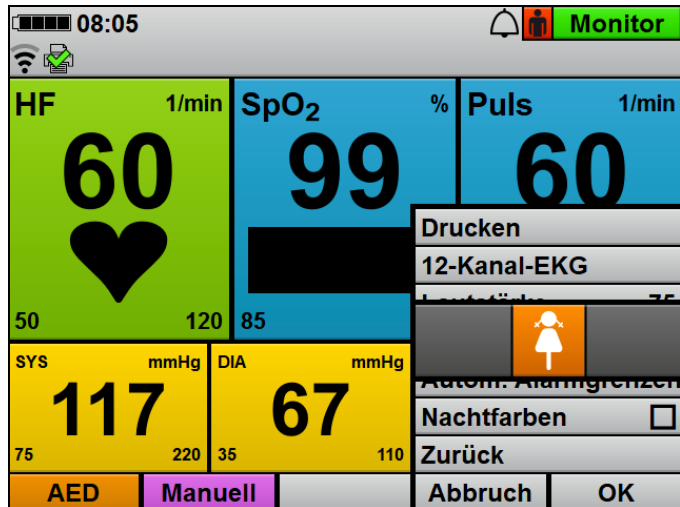 08:05 Monitor
HF 1/min SpO₂ % Puls 1/min
60 99 60
50 120 85
Drucken
12-Kanal-EKG
Nachtfarben
Zurück
SYS mmHg DIA mmHg
117 67
75 220 35 110
AED Manuell Abbruch OK